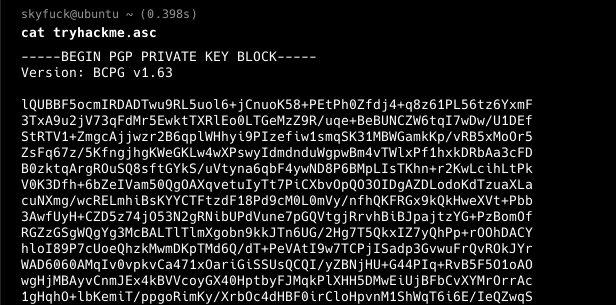 skyfuck@ubuntu ~ (0.398s)
cat tryhackme.asc
-----BEGIN PGP PRIVATE KEY BLOCK-----
Version: BCPG v1.63
lQUBBF5ocmIRDADTwu9RL5uol6+jCnuoK58+PEtPh0Zfdj4+q8z61PL56tz6YxmF
3TxA9u2jV73qFdMr5EwktTXRlEo0LTGeMzZ9R/uqe+BeBUNCZW6tqI7wDw/U1DEf
StRTV1+ZmgcAjjwzr2B6qplWHhyi9PIzefiw1smqSK31MBWGamkKp/vRB5xMoOr5
ZsFq67z/5KfngjhgKWeGKLw4wXPswyIdmdnduWgpwBm4vTWlxPf1hxkDRbAa3cFD
B0zktqArgROuSQ8sftGYkS/uVtyna6qbF4ywND8P6BMpLIsTKhn+r2KwLcihLtPk
V0K3Dfh+6bZeIVam50QgOAXqvetuIyTt7PiCXbvOpQO3OIDgAZDLodoKdTzuaXLa
cuNXmg/wcRELmhiBsKYYCTFtzdF18Pd9cM0L0mVy/nfhQKFRGx9kQkHweXVt+Pbb
3AwfUyH+CZD5z74jO53N2gRNibUPdVune7pGQVtgjRrvhBiBJpajtzYG+PzBomOf
RGZzGSgWQgYg3McBALTlTlmXgobn9kkJTn6UG/2Hg7T5QkxIZ7yQhPp+rOOhDACY
hloI89P7cUoeQhzkMwmDKpTMd6Q/dT+PeVAtI9w7TCPjISadp3GvwuFrQvROkJYr
WAD6060AMqIv0vpkvCa471xOariGiSSUsQCQI/yZBNjHU+G44PIq+RvB5F5O1oAO
wgHjMBAyvCnmJEx4kBVVcoyGX40HptbyFJMqkPlXHH5DMwEiUjBFbCvXYMrOrrAc
1gHqhO+lbKemiT/ppgoRimKy/XrbOc4dHBF0irCloHpvnM1ShWqT6i6E/IeQZwqS